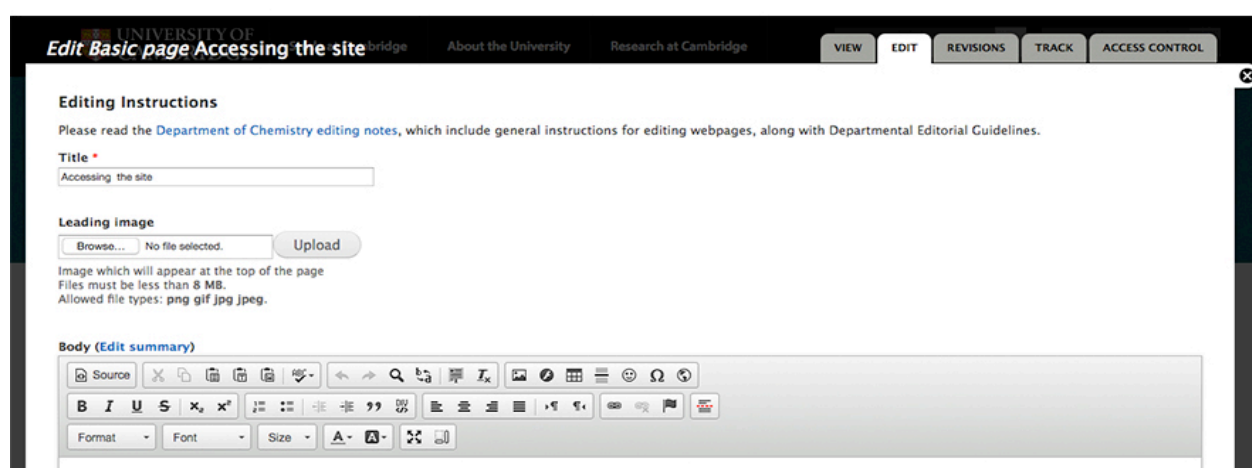 UNIVERSITY OF
Edit Basic page Accessing the site
About the University
Research at Cambridge
VIEW
EDIT
REVISIONS
TRACK
ACCESS CONTROL
Editing Instructions
Please read the Department of Chemistry editing notes, which include general instructions for editing webpages, along with Departmental Editorial Guidelines.
Title *
Accessing the site
Leading image
Browse... No file selected. Upload
Image which will appear at the top of the page
Files must be less than 8 MB.
Allowed file types: png gif jpg jpeg.
Body (Edit summary)
Source
B I U S x₂ x²
Format Font Size A A